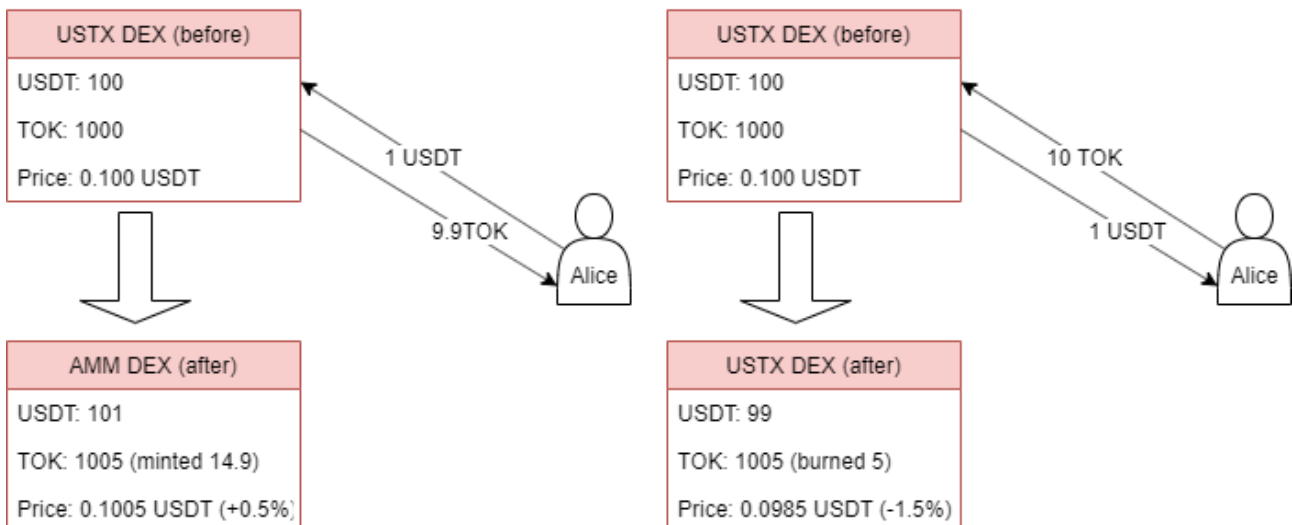 USTX DEX (before)
USDT: 100
TOK: 1000
Price: 0.100 USDT
1 USDT
9.9TOK
Alice
AMM DEX (after)
USDT: 101
TOK: 1005 (minted 14.9)
Price: 0.1005 USDT (+0.5%)
USTX DEX (before)
USDT: 100
TOK: 1000
Price: 0.100 USDT
10 TOK
1 USDT
Alice
USTX DEX (after)
USDT: 99
TOK: 1005 (burned 5)
Price: 0.0985 USDT (-1.5%)